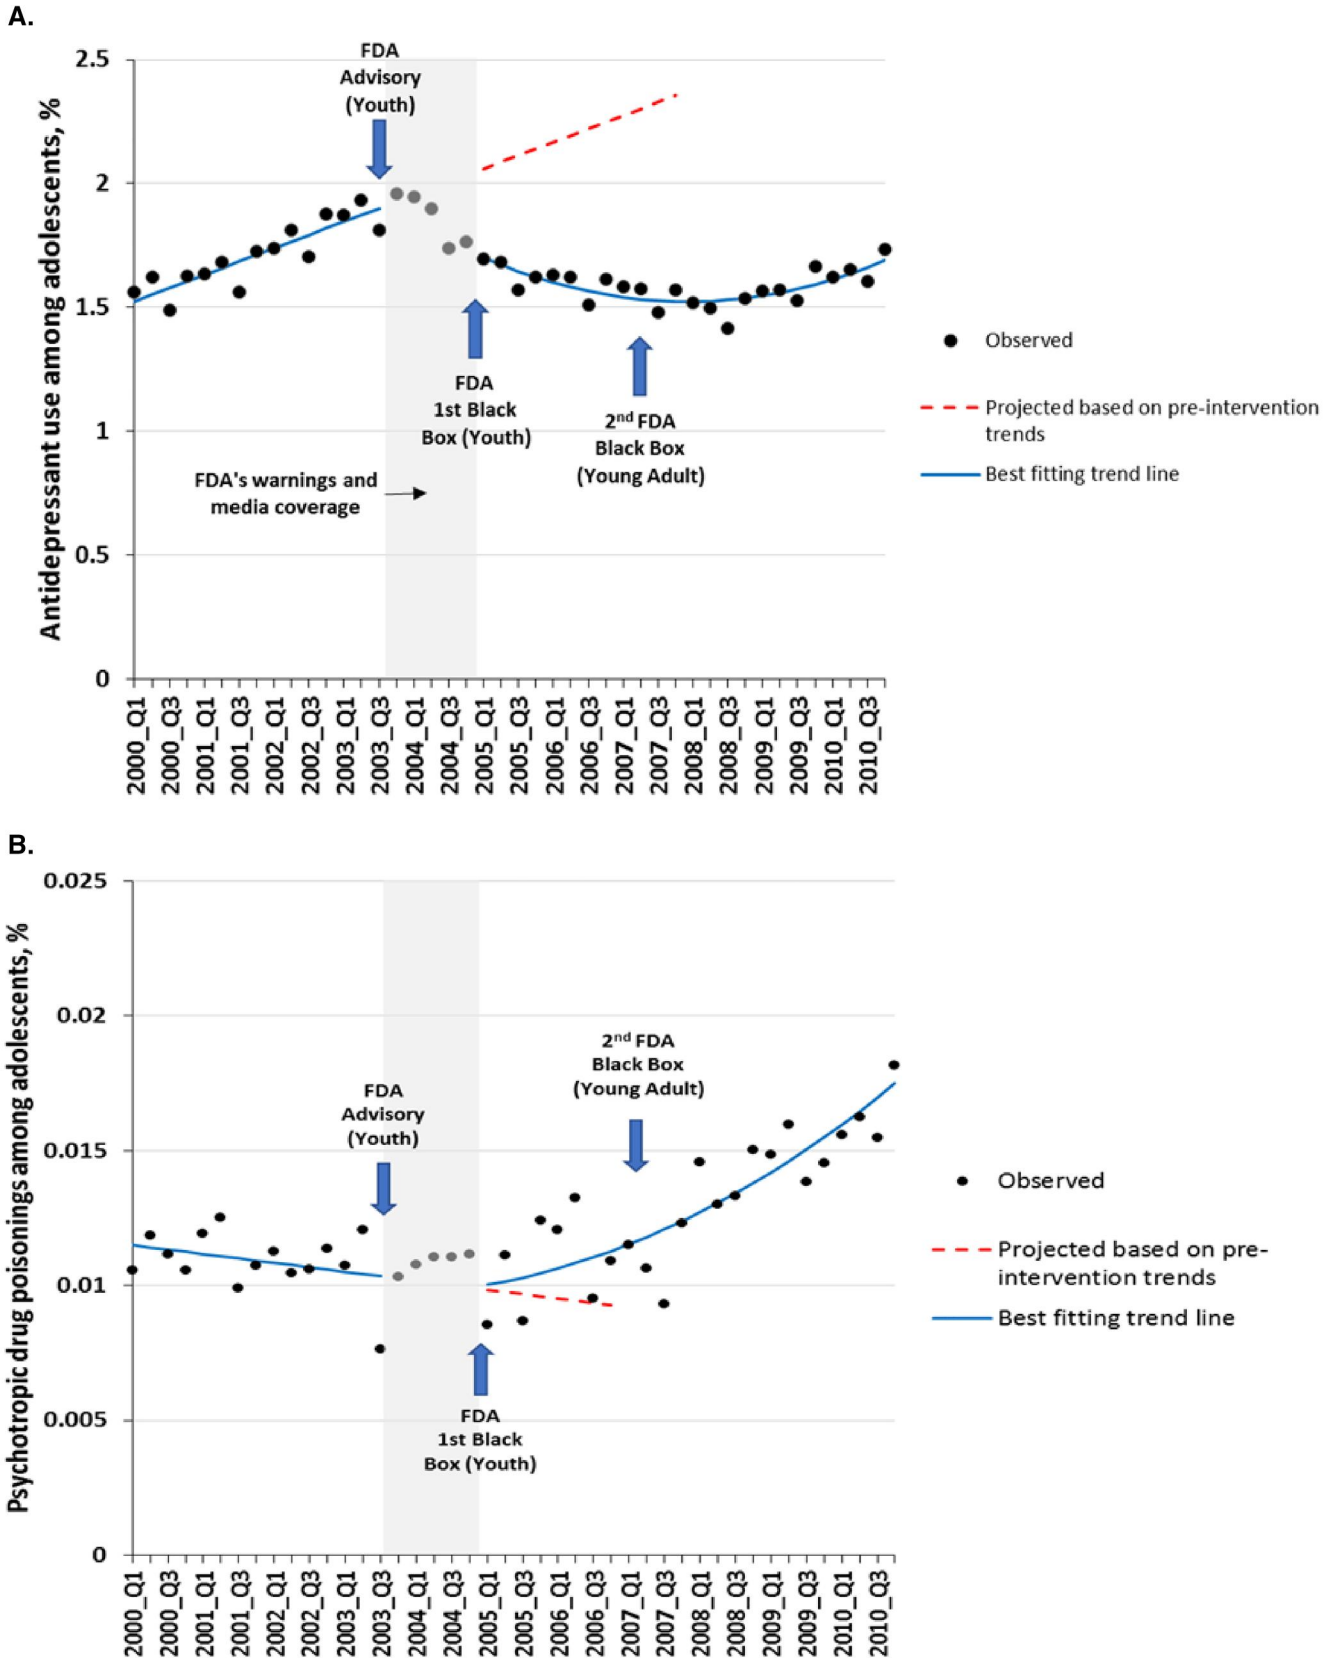 A.
Antidepressant use among adolescents, %
2.5
2
1.5
1
0.5
0
FDA
Advisory
(Youth)
FDA
1st Black
Box (Youth)
2nd FDA
Black Box
(Young Adult)
FDA's warnings and
media coverage
Observed
Projected based on pre-intervention
trends
Best fitting trend line
2000_Q1
2000_Q3
2001_Q1
2001_Q3
2002_Q1
2002_Q3
2003_Q1
2003_Q3
2004_Q1
2004_Q3
2005_Q1
2005_Q3
2006_Q1
2006_Q3
2007_Q1
2007_Q3
2008_Q1
2008_Q3
2009_Q1
2009_Q3
2010_Q1
2010_Q3
B.
Psychotropic drug poisonings among adolescents, %
0.025
0.02
0.015
0.01
0.005
0
2nd FDA
Black Box
(Young Adult)
FDA
Advisory
(Youth)
FDA
1st Black
Box (Youth)
Observed
Projected based on pre-
intervention trends
Best fitting trend line
2000_Q1
2000_Q3
2001_Q1
2001_Q3
2002_Q1
2002_Q3
2003_Q1
2003_Q3
2004_Q1
2004_Q3
2005_Q1
2005_Q3
2006_Q1
2006_Q3
2007_Q1
2007_Q3
2008_Q1
2008_Q3
2009_Q1
2009_Q3
2010_Q1
2010_Q3